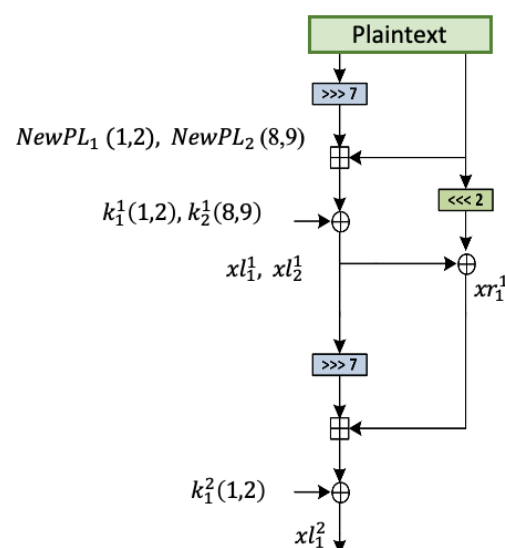 Plaintext
>>> 7
NewPL₁ (1,2), NewPL₂ (8,9)
<<< 2
k₁¹(1,2), k₂¹(8,9)
xl₁¹, xl₂¹
xr₁¹
>>> 7
k₁²(1,2)
xl₁²